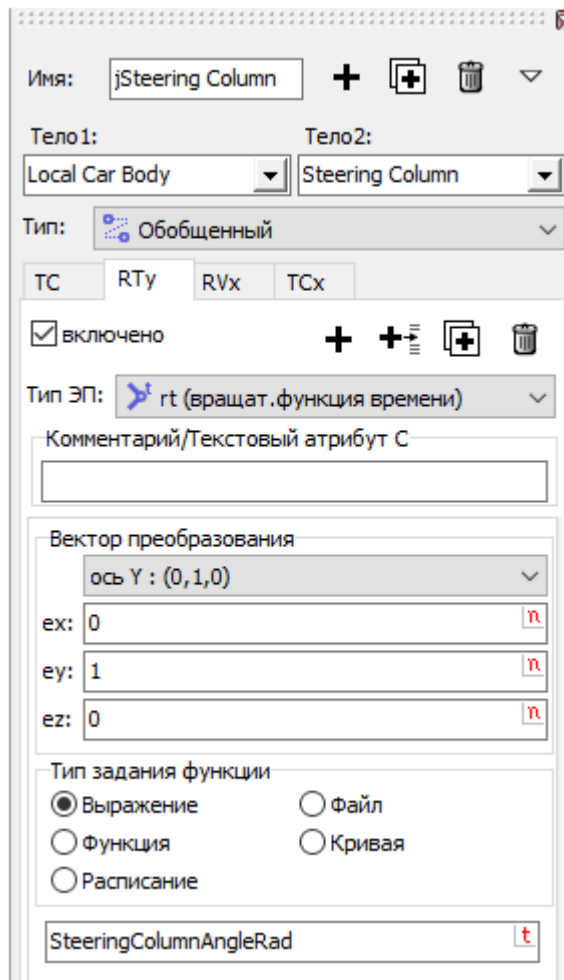 Имя: jSteering Column
Тело1: Тело2:
Local Car Body Steering Column
Тип: Обобщенный
TC RTy RVx TCx
включено
Тип ЭП: rt (вращат.функция времени)
Комментарий/Текстовый атрибут C
Вектор преобразования
ось Y : (0,1,0)
ex: 0 n
ey: 1 n
ez: 0 n
Тип задания функции
Выражение Файл
Функция Кривая
Расписание
SteeringColumnAngleRad t